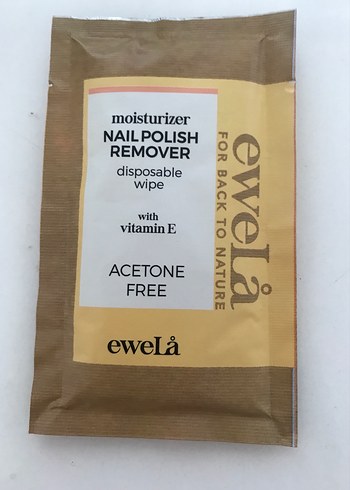 moisturizer
NAIL POLISH
REMOVER
disposable
wipe
with
vitamin E
ACETONE
FREE
eweLå
FOR BACK TO NATURE
eweLå